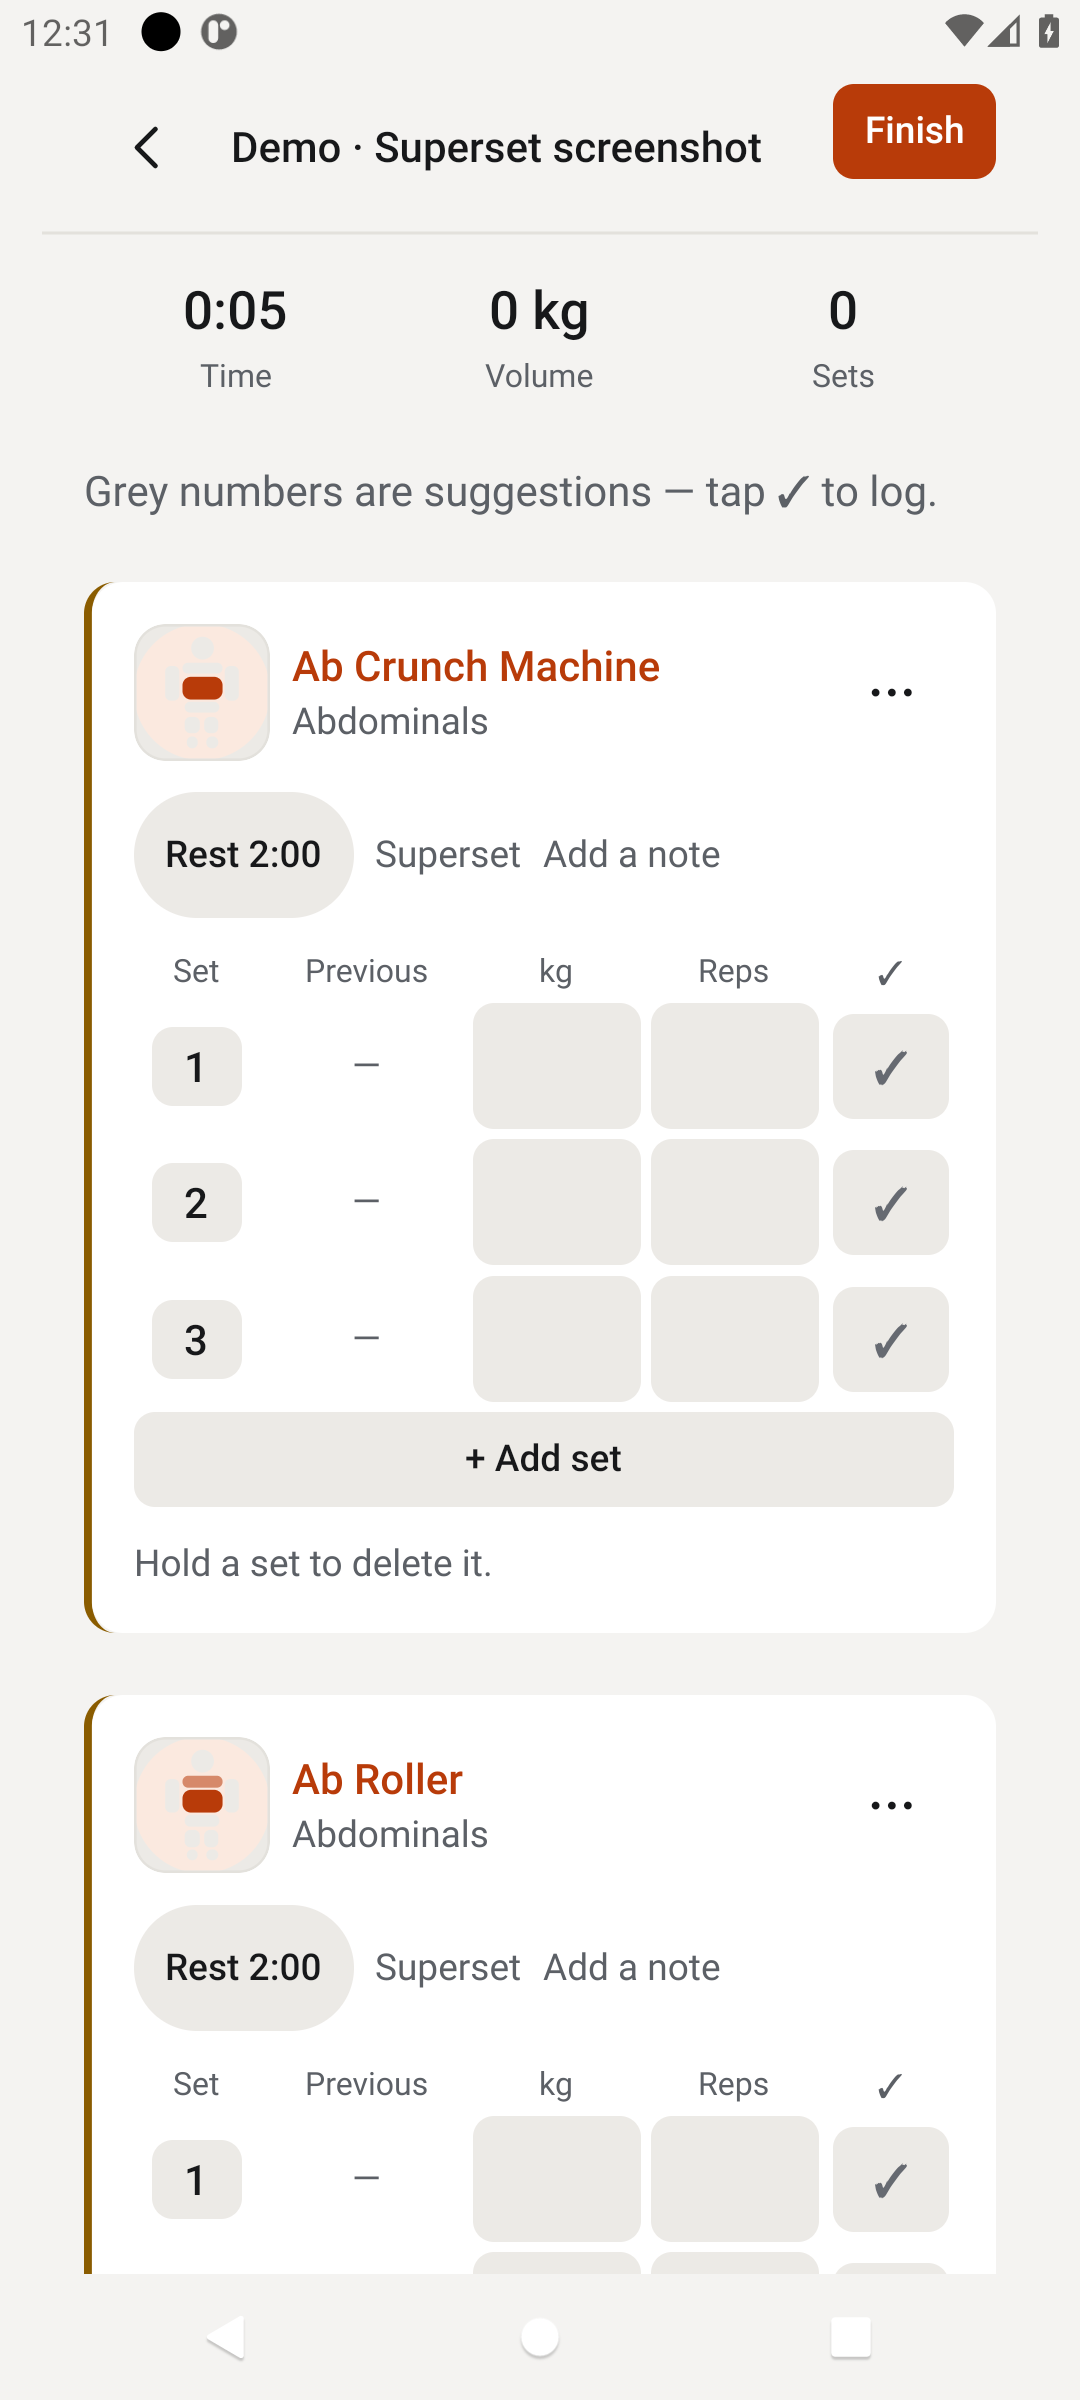 12:31
Demo · Superset screenshot
Finish
0:05
0 kg
0
Time
Volume
Sets
Grey numbers are suggestions — tap ✓ to log.
Ab Crunch Machine
Abdominals
Rest 2:00 Superset Add a note
Set Previous kg Reps ✓
1 — ✓
2 — ✓
3 — ✓
+ Add set
Hold a set to delete it.
Ab Roller
Abdominals
Rest 2:00 Superset Add a note
Set Previous kg Reps ✓
1 — ✓